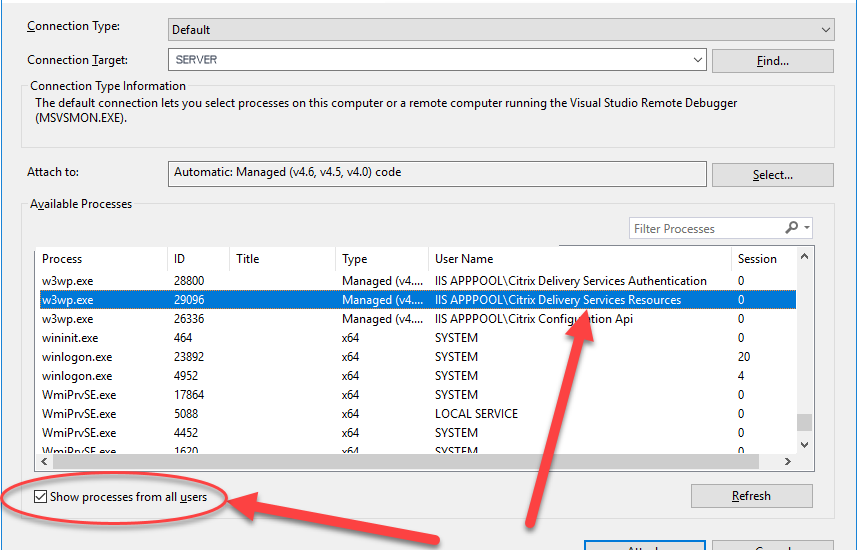 Connection Type: Default
Connection Target: SERVER Find...
Connection Type Information
The default connection lets you select processes on this computer or a remote computer running the Visual Studio Remote Debugger
(MSVSMON.EXE).
Attach to: Automatic: Managed (v4.6, v4.5, v4.0) code Select...
Available Processes
Filter Processes
Process ID Title Type User Name Session
w3wp.exe 28800 Managed (v4.... IIS APPPOOL\Citrix Delivery Services Authentication 0
w3wp.exe 29096 Managed (v4.... IIS APPPOOL\Citrix Delivery Services Resources 0
w3wp.exe 26336 Managed (v4.... IIS APPPOOL\Citrix Configuration Api 0
wininit.exe 464 x64 SYSTEM 0
winlogon.exe 23892 x64 SYSTEM 20
winlogon.exe 4952 x64 SYSTEM 4
WmiPrvSE.exe 17864 x64 SYSTEM 0
WmiPrvSE.exe 5088 x64 LOCAL SERVICE 0
WmiPrvSE.exe 4452 x64 SYSTEM 0
WmiPrvSE.exe 1620 x64 SYSTEM 0
Show processes from all users Refresh